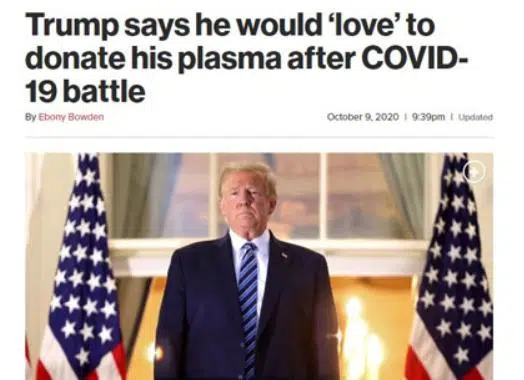 Trump says he would ‘love’ to
donate his plasma after COVID-
19 battle
By Ebony Bowden
October 9, 2020 | 9:39pm | Updated